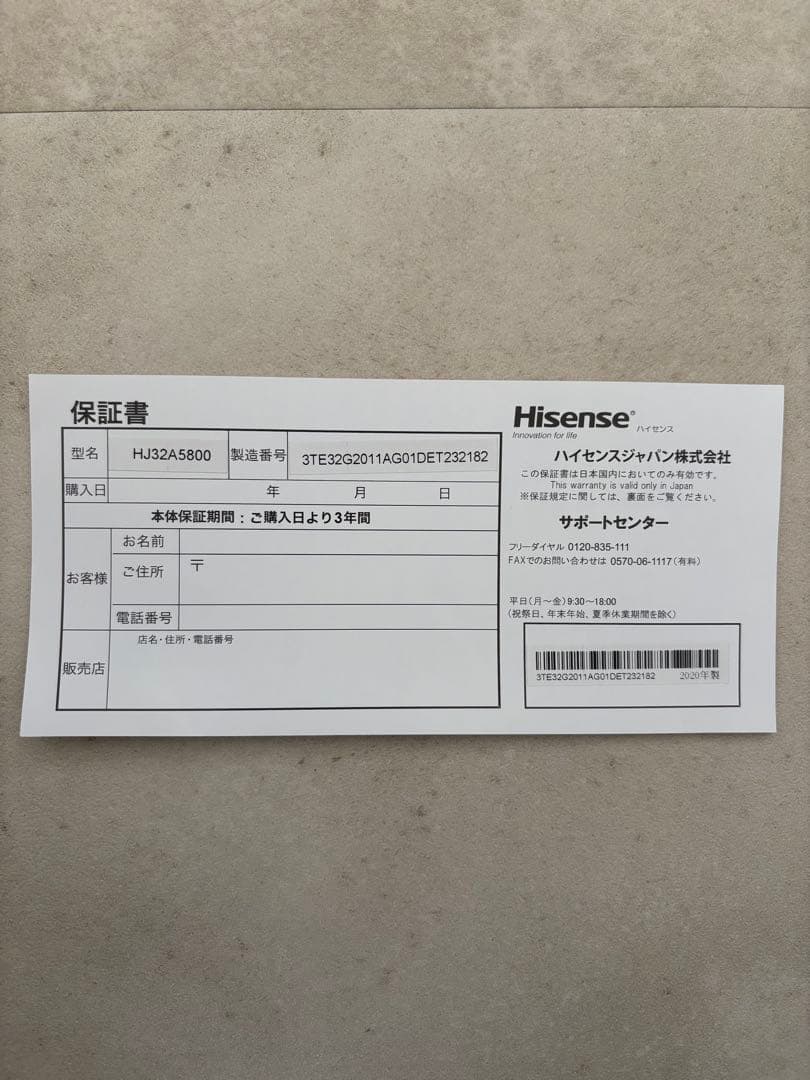 保証書
型名 HJ32A5800 製造番号 3TE32G2011AG01DET232182
購入日 年 月 日
本体保証期間：ご購入日より3年間
お客様
お名前
ご住所 〒
電話番号
販売店 店名・住所・電話番号
Hisense® ハイセンス
Innovation for life
ハイセンスジャパン株式会社
この保証書は日本国内においてのみ有効です。
This warranty is valid only in Japan
※保証規定に関しては、裏面をご覧ください。
サポートセンター
フリーダイヤル 0120-835-111
FAXでのお問い合わせは 0570-06-1117(有料)
平日(月～金)9:30～18:00
(祝祭日、年末年始、夏季休業期間を除く)
3TE32G2011AG01DET232182 2020年製